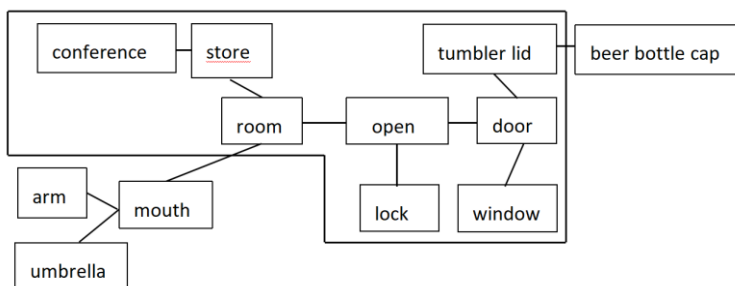 conference
store
tumbler lid
beer bottle cap
room
open
door
arm
mouth
lock
window
umbrella